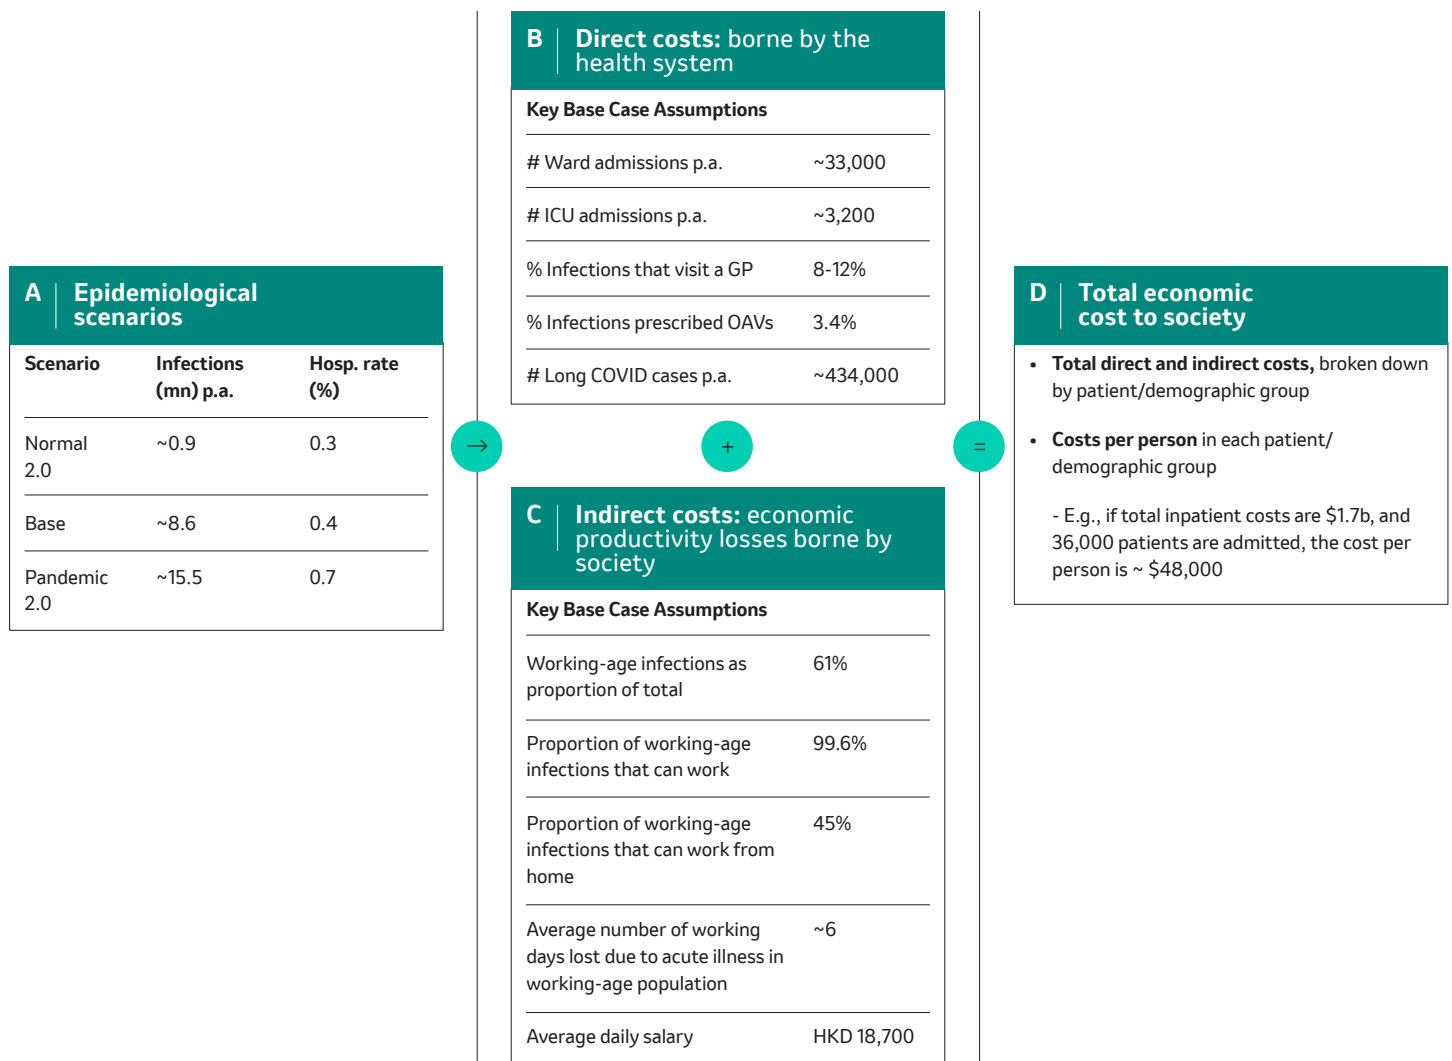 A
Epidemiological
scenarios
Scenario Infections Hosp. rate
(mn) p.a. (%)
Normal ~0.9 0.3
2.0
Base ~8.6 0.4
Pandemic ~15.5 0.7
2.0
→
B
Direct costs: borne by the
health system
Key Base Case Assumptions
# Ward admissions p.a. ~33,000
# ICU admissions p.a. ~3,200
% Infections that visit a GP 8-12%
% Infections prescribed OAVs 3.4%
# Long COVID cases p.a. ~434,000
+
C
Indirect costs: economic
productivity losses borne by
society
Key Base Case Assumptions
Working-age infections as 61%
proportion of total
Proportion of working-age 99.6%
infections that can work
Proportion of working-age 45%
infections that can work from
home
Average number of working ~6
days lost due to acute illness in
working-age population
Average daily salary HKD 18,700
=
D
Total economic
cost to society
• Total direct and indirect costs, broken down
by patient/demographic group
• Costs per person in each patient/
demographic group
- E.g., if total inpatient costs are $1.7b, and
36,000 patients are admitted, the cost per
person is ~ $48,000